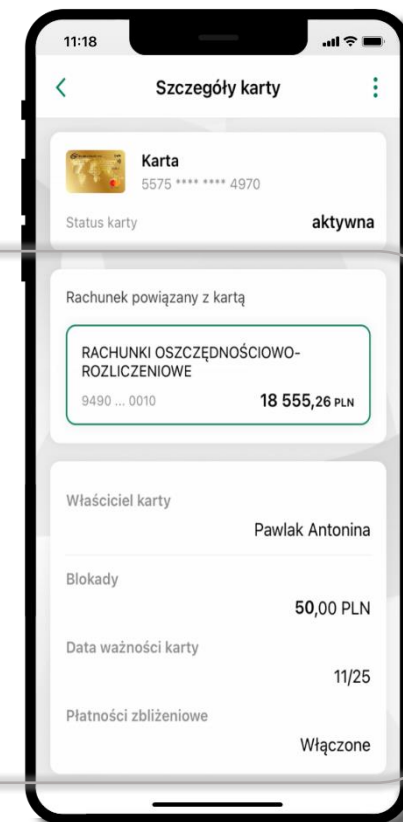 11:18
Szczegóły karty
Karta
5575 **** **** 4970
Status karty
aktywna
Rachunek powiązany z kartą
RACHUNKI OSZCZĘDNOŚCIOWO-
ROZLICZENIOWE
9490 ... 0010
18 555,26 PLN
Właściciel karty
Pawlak Antonina
Blokady
50,00 PLN
Data ważności karty
11/25
Płatności zbliżeniowe
Włączone